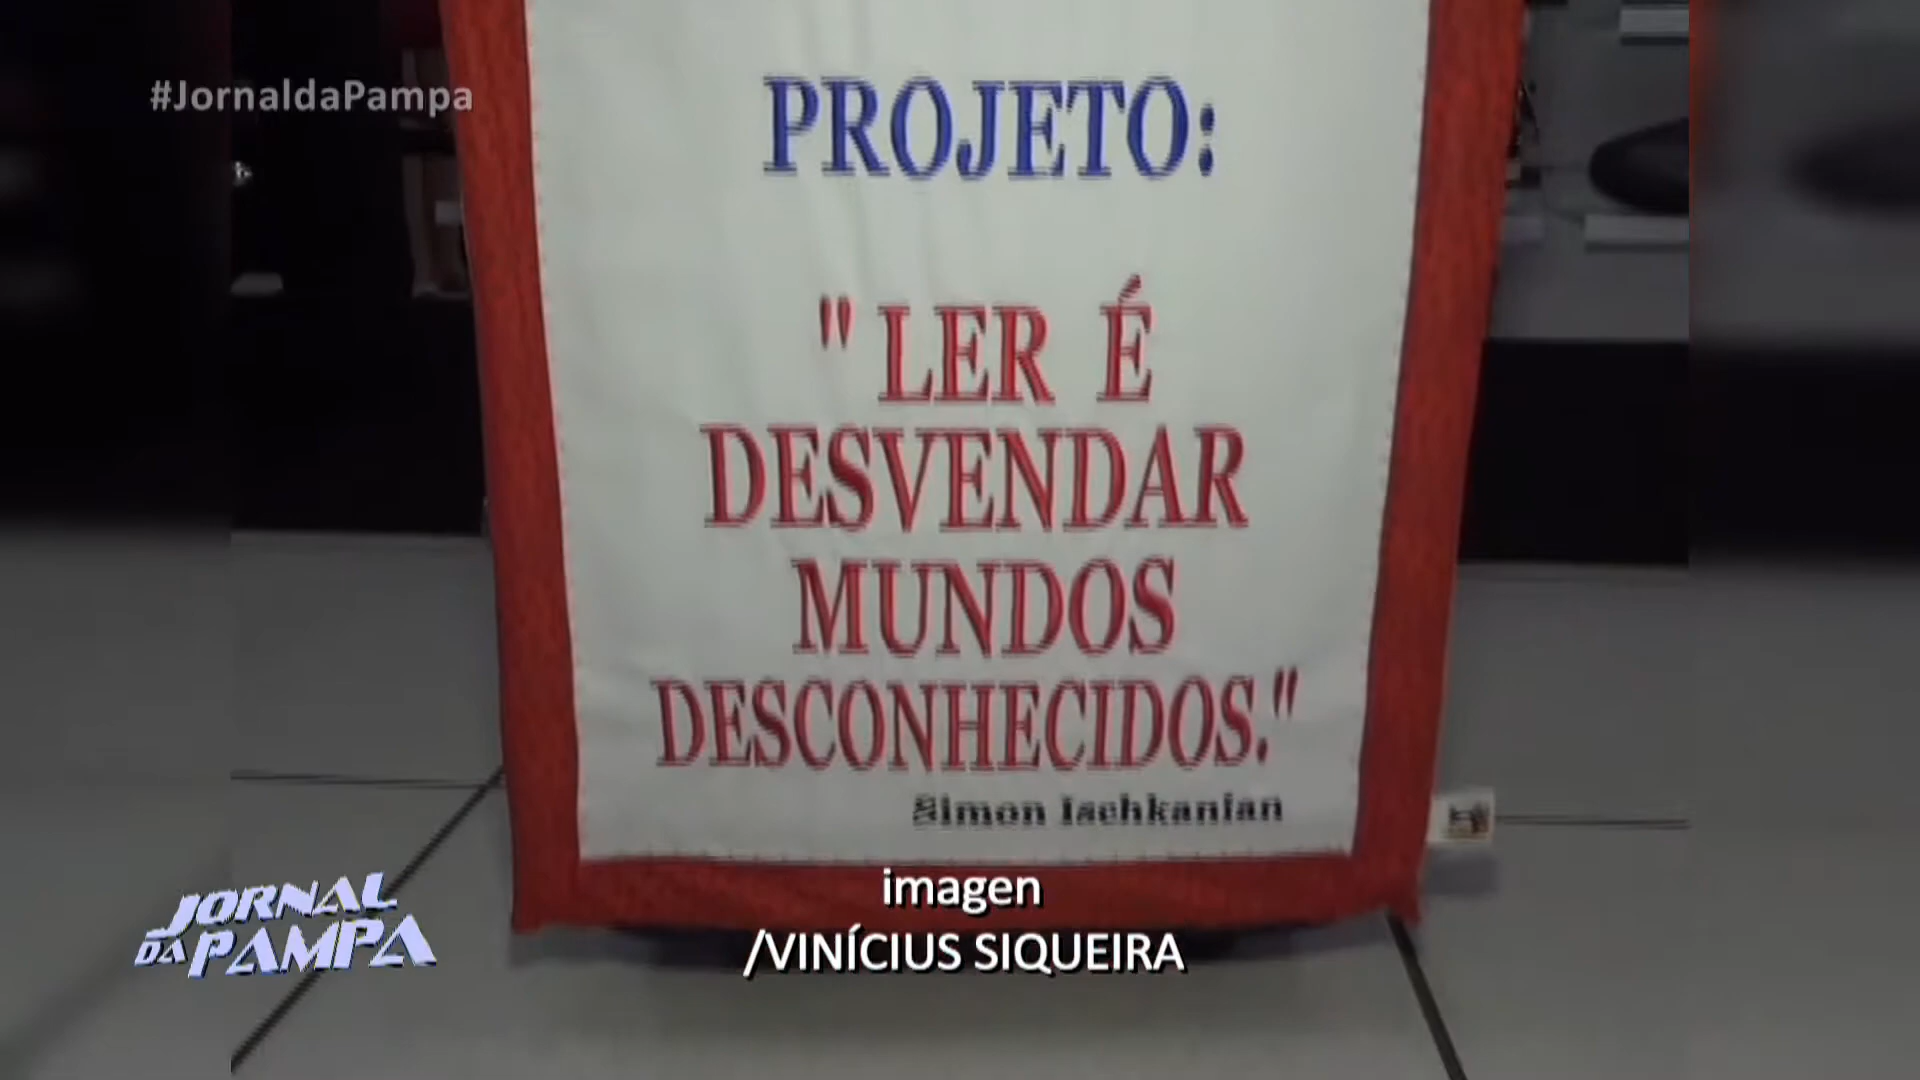 #JornaldaPampa
PROJETO:
"LER É
DESVENDAR
MUNDOS
DESCONHECIDOS."
Simon Ischkanian
imagen
/VINÍCIUS SIQUEIRA
JORNAL
DA PAMPA